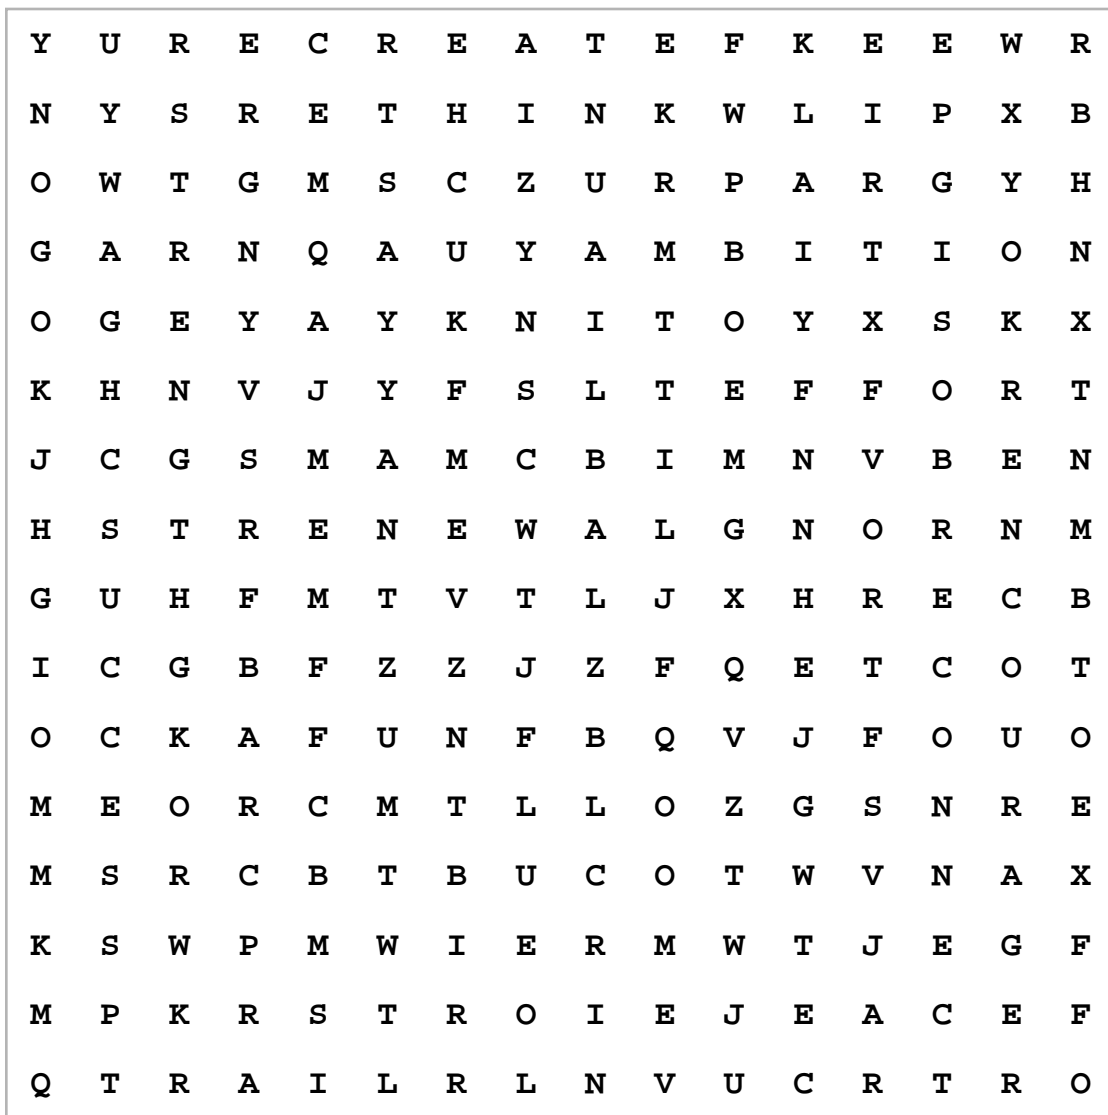 Y U R E C R E A T E F K E E W R
N Y S R E T H I N K W L I P X B
O W T G M S C Z U R P A R G Y H
G A R N Q A U Y A M B I T I O N
O G E Y A Y K N I T O Y X S K X
K H N V J Y F S L T E F F O R T
J C G S M A M C B I M N V B E N
H S T R E N E W A L G N O R N M
G U H F M T V T L J X H R E C B
I C G B F Z Z J Z F Q E T C O T
O C K A F U N F B Q V J F O U O
M E O R C M T L L O Z G S N R E
M S R C B T B U C O T W V N A X
K S W P M W I E R M W T J E G F
M P K R S T R O I E J E A C E F
Q T R A I L R L N V U C R T R O